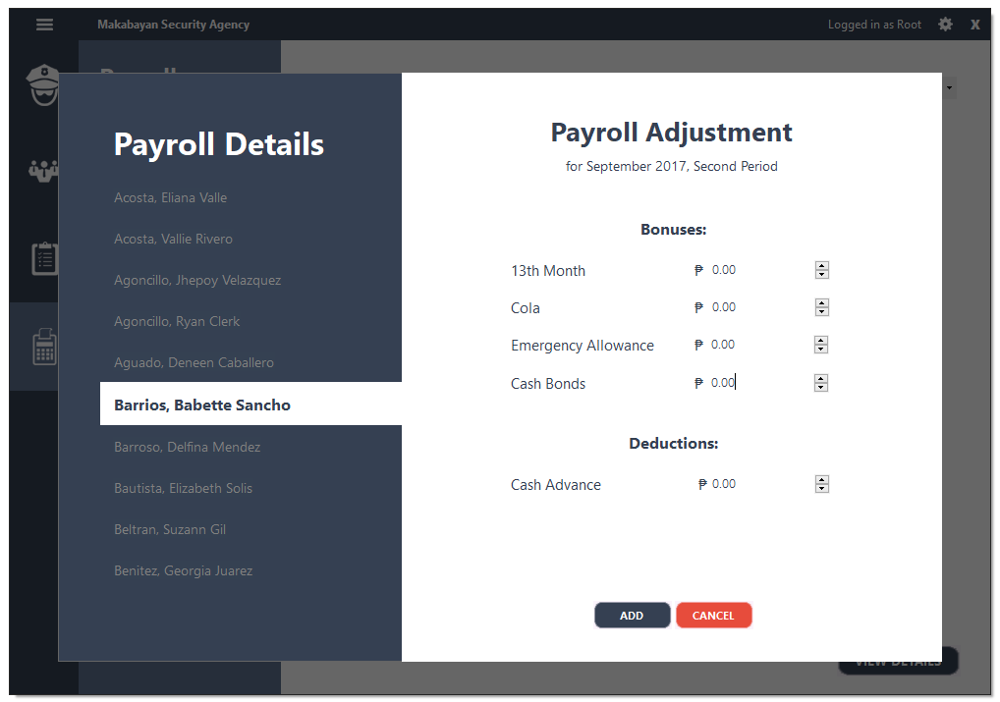 Makabayan Security Agency
Logged in as Root
X
Payroll
Payroll Details
Acosta, Eliana Valle
Acosta, Vallie Rivero
Agoncillo, Jhepoy Velazquez
Agoncillo, Ryan Clerk
Aguado, Deneen Caballero
Barrios, Babette Sancho
Barroso, Delfina Mendez
Bautista, Elizabeth Solis
Beltran, Suzann Gil
Benitez, Georgia Juarez
Payroll Adjustment
for September 2017, Second Period
Bonuses:
13th Month ₱ 0.00
Cola ₱ 0.00
Emergency Allowance ₱ 0.00
Cash Bonds ₱ 0.00
Deductions:
Cash Advance ₱ 0.00
ADD CANCEL
VIEW DETAILS